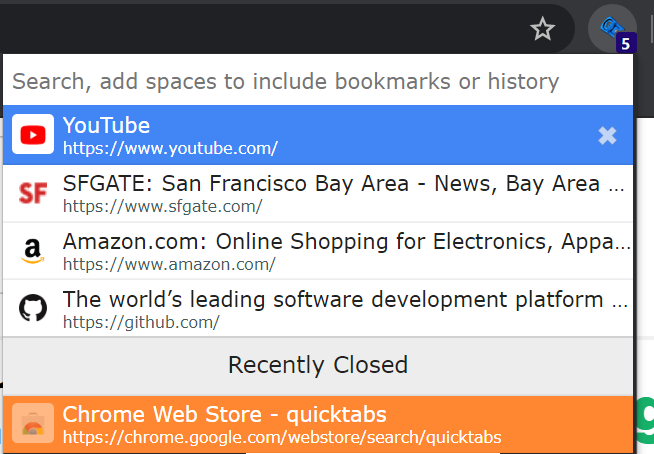 5
Search, add spaces to include bookmarks or history
YouTube
https://www.youtube.com/
SFGATE: San Francisco Bay Area - News, Bay Area ...
https://www.sfgate.com/
Amazon.com: Online Shopping for Electronics, Appa...
https://www.amazon.com/
The world’s leading software development platform ...
https://github.com/
Recently Closed
Chrome Web Store - quicktabs
https://chrome.google.com/webstore/search/quicktabs